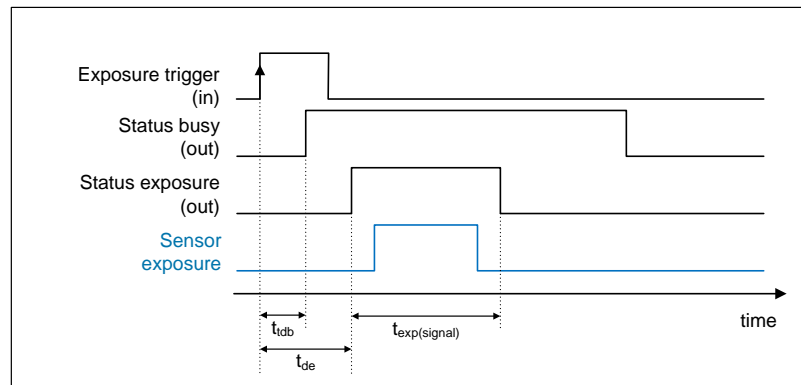 Exposure trigger
(in)
Status busy
(out)
Status exposure
(out)
Sensor
exposure
time
ttdb
texp(signal)
tde